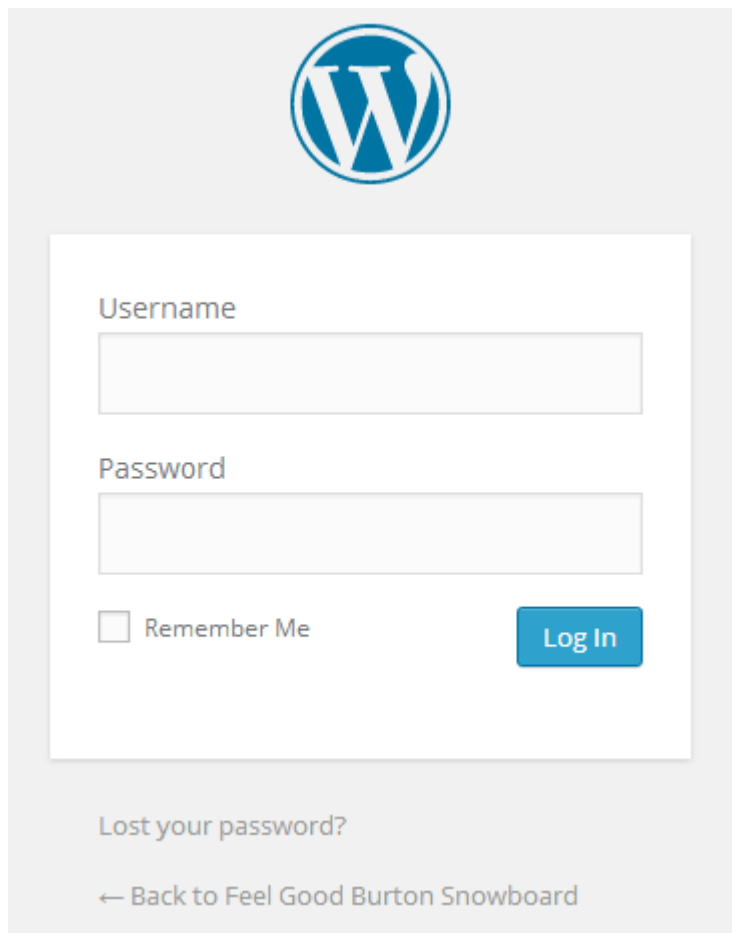 Username
Password
Remember Me
Log In
Lost your password?
← Back to Feel Good Burton Snowboard